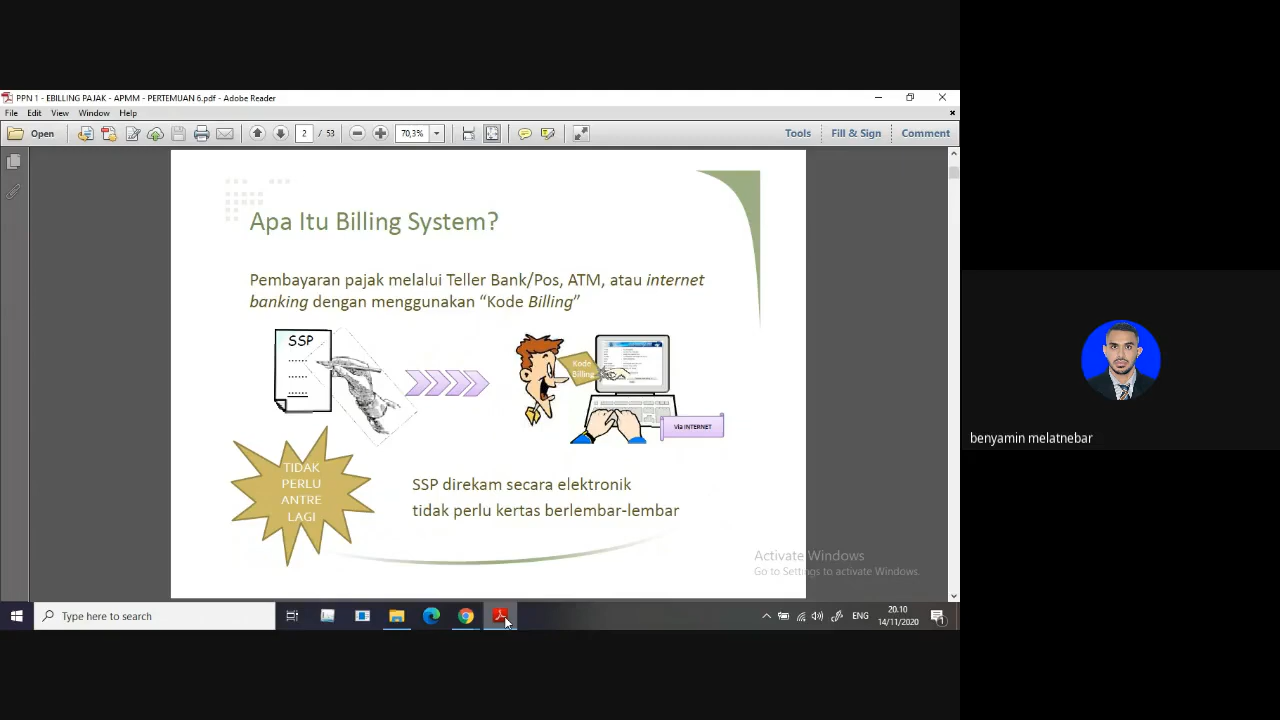 PPN 1 - EBILLING PAJAK - APMM - PERTEMUAN 6.pdf - Adobe Reader
File Edit View Window Help
Open 2 / 53 70,3% Tools Fill & Sign Comment
Apa Itu Billing System?
Pembayaran pajak melalui Teller Bank/Pos, ATM, atau internet
banking dengan menggunakan “Kode Billing”
SSP
Kode
Billing
Via INTERNET
TIDAK
PERLU
ANTRE
LAGI
SSP direkam secara elektronik
tidak perlu kertas berlembar-lembar
Activate Windows
Go to Settings to activate Windows.
Type here to search
ENG
20.10
14/11/2020
1
benyamin melatnebar